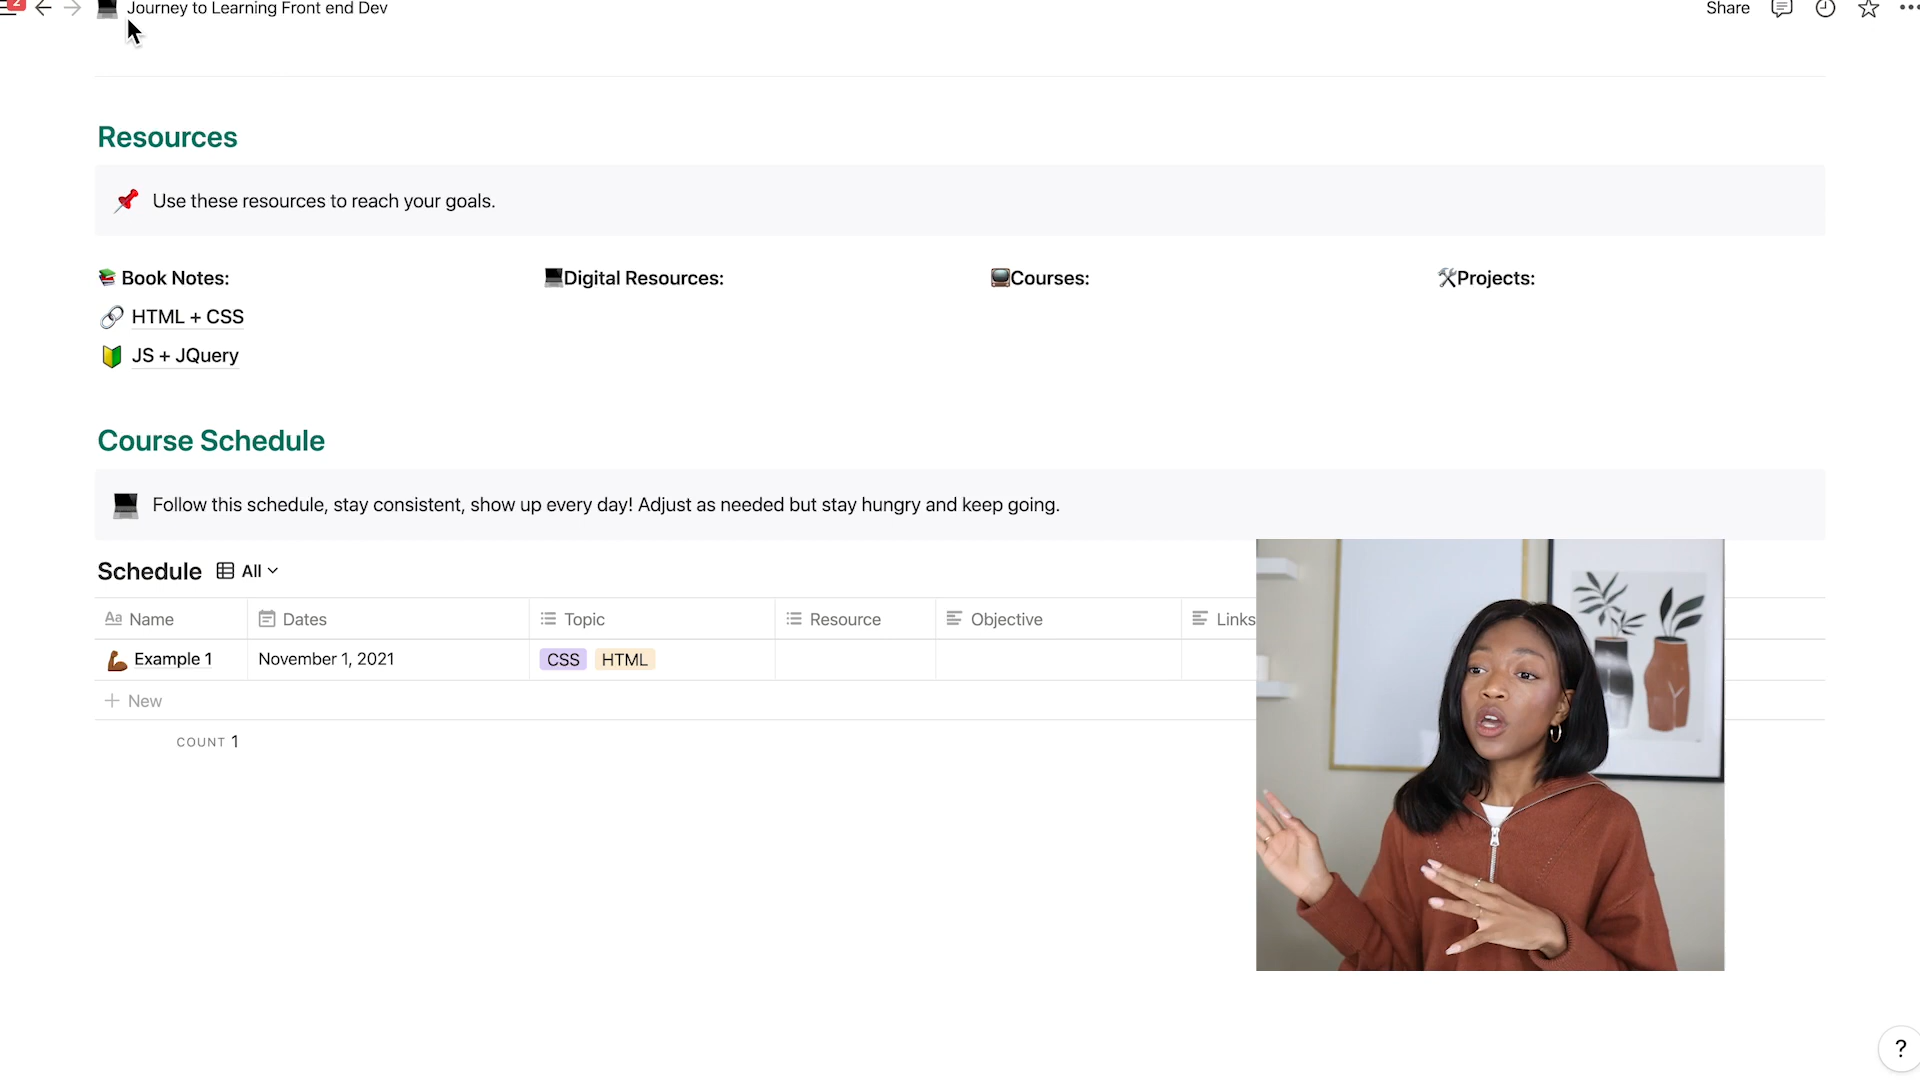 2
Journey to Learning Front end Dev
Share
Resources
Use these resources to reach your goals.
Book Notes:
Digital Resources:
Courses:
Projects:
HTML + CSS
JS + JQuery
Course Schedule
Follow this schedule, stay consistent, show up every day! Adjust as needed but stay hungry and keep going.
Schedule All
Aa Name Dates Topic Resource Objective Links
Example 1 November 1, 2021 CSS HTML
+ New
COUNT 1
?